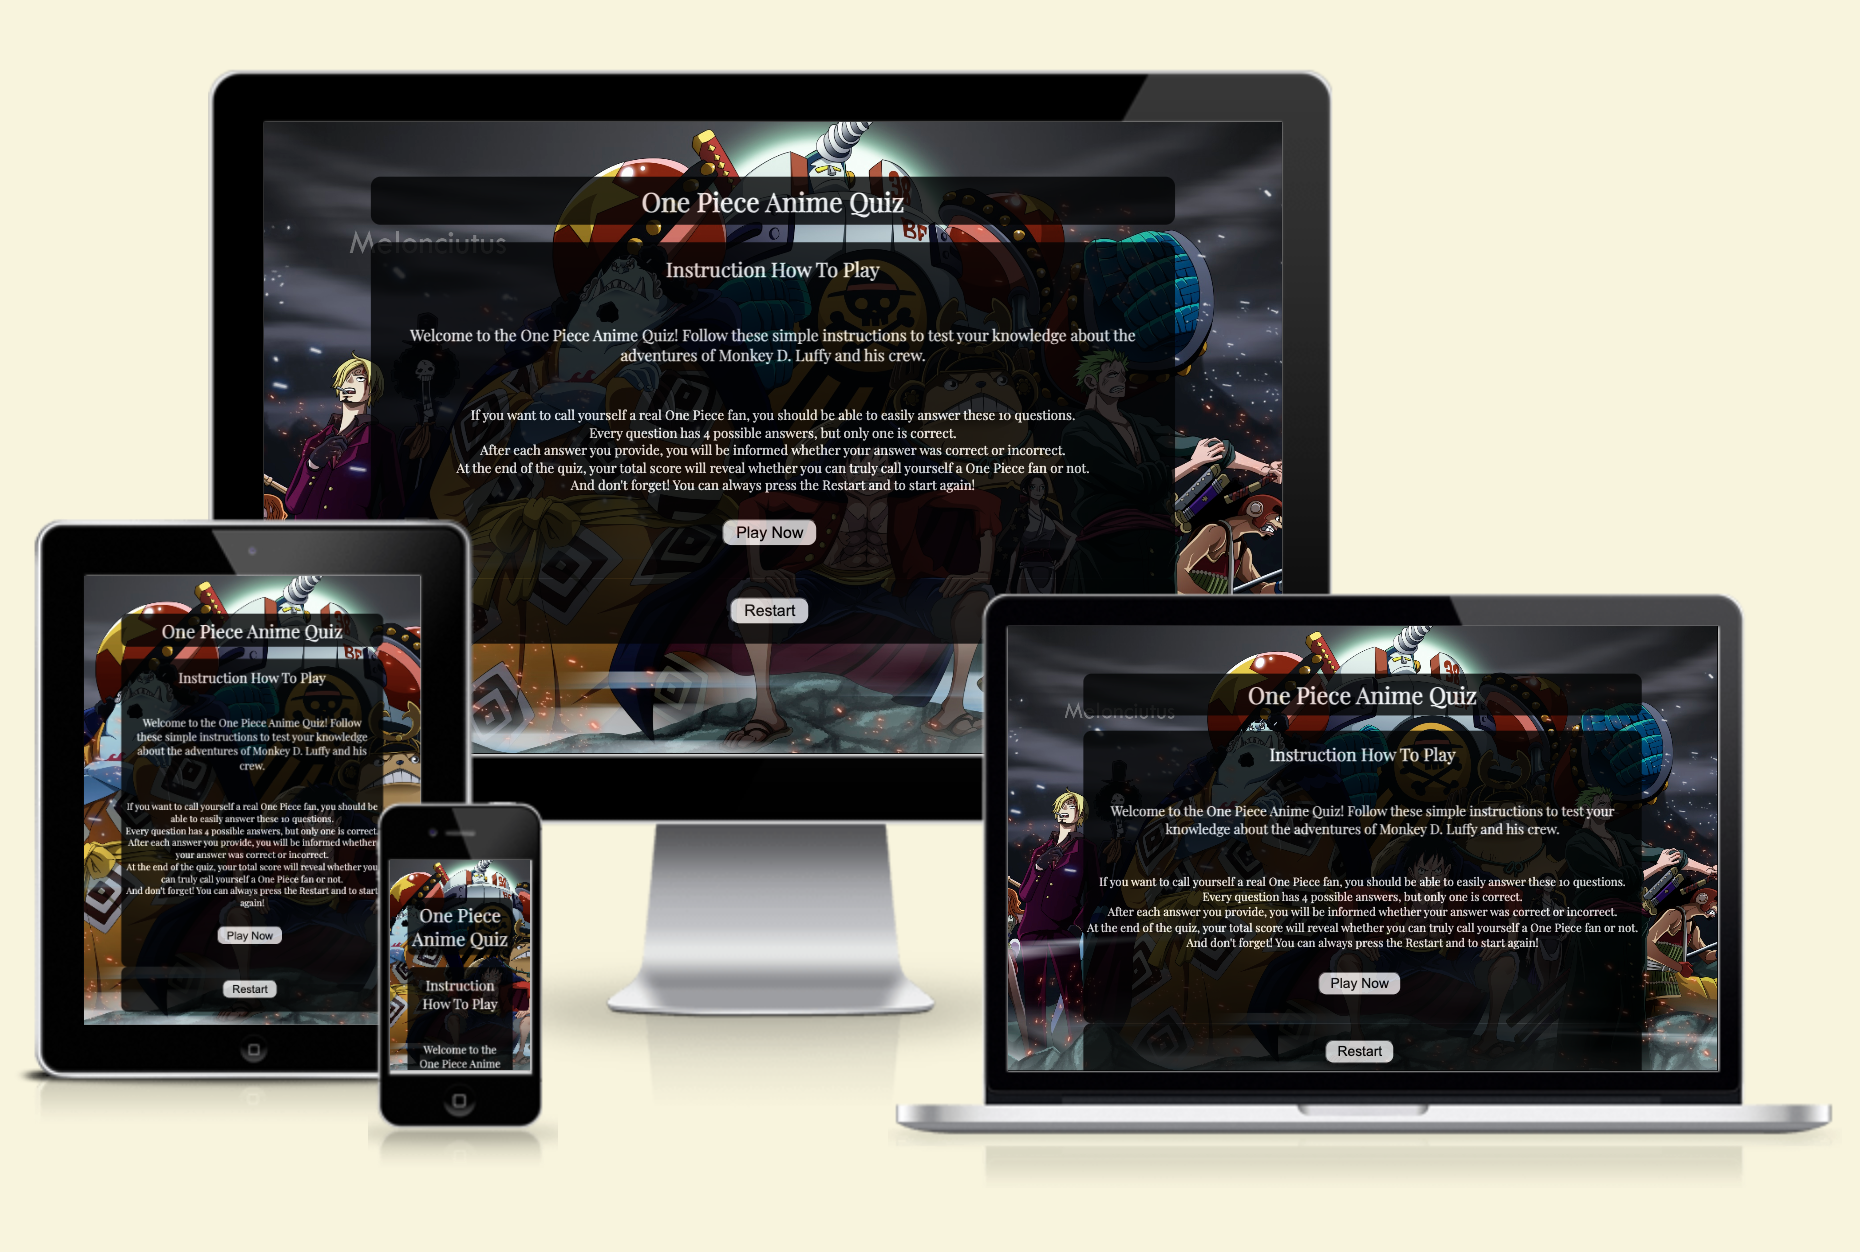 One Piece Anime Quiz
Melonciutus
Instruction How To Play
Welcome to the One Piece Anime Quiz! Follow these simple instructions to test your knowledge about the
adventures of Monkey D. Luffy and his crew.
If you want to call yourself a real One Piece fan, you should be able to easily answer these 10 questions.
Every question has 4 possible answers, but only one is correct.
After each answer you provide, you will be informed whether your answer was correct or incorrect.
At the end of the quiz, your total score will reveal whether you can truly call yourself a One Piece fan or not.
And don't forget! You can always press the Restart and to start again!
Play Now
Restart
BF
One Piece Anime Quiz
BF
Instruction How To Play
Welcome to the One Piece Anime Quiz! Follow
these simple instructions to test your knowledge
about the adventures of Monkey D. Luffy and his
crew.
If you want to call yourself a real One Piece fan, you should be
able to easily answer these 10 questions.
Every question has 4 possible answers, but only one is correct.
After each answer you provide, you will be informed whether
your answer was correct or incorrect.
At the end of the quiz, your total score will reveal whether you
can truly call yourself a One Piece fan or not.
And don't forget! You can always press the Restart and to start
again!
Play Now
Restart
One Piece
Anime Quiz
Instruction
How To Play
Welcome to the
One Piece Anime
One Piece Anime Quiz
Melonciutus
Instruction How To Play
Welcome to the One Piece Anime Quiz! Follow these simple instructions to test your
knowledge about the adventures of Monkey D. Luffy and his crew.
If you want to call yourself a real One Piece fan, you should be able to easily answer these 10 questions.
Every question has 4 possible answers, but only one is correct.
After each answer you provide, you will be informed whether your answer was correct or incorrect.
At the end of the quiz, your total score will reveal whether you can truly call yourself a One Piece fan or not.
And don't forget! You can always press the Restart and to start again!
Play Now
Restart